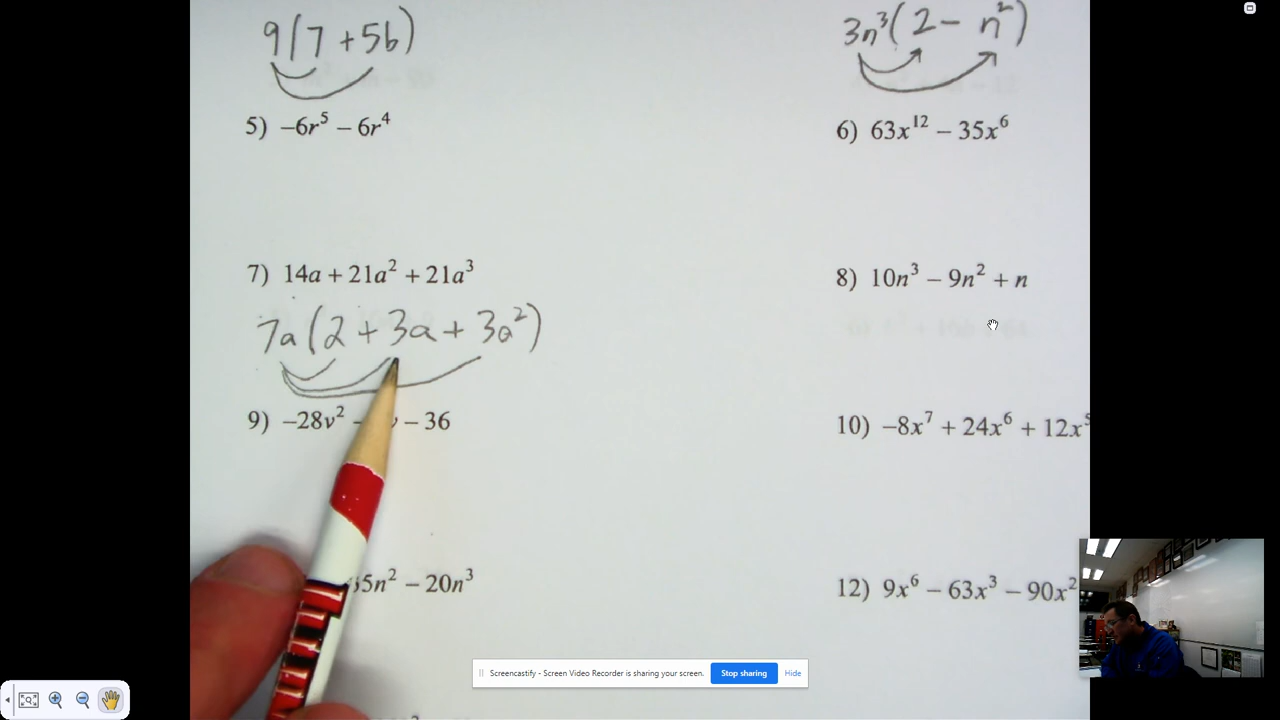 9(7 + 5b)
3n³(2 - n²)
5) –6r⁵ – 6r⁴
6) 63x¹² – 35x⁶
7) 14a + 21a² + 21a³
8) 10n³ – 9n² + n
7a(2 + 3a + 3a²)
9) –28v² – – 36
10) –8x⁷ + 24x⁶ + 12x⁵
5n² – 20n³
12) 9x⁶ – 63x³ – 90x²
Screencastify - Screen Video Recorder is sharing your screen.
Stop sharing
Hide